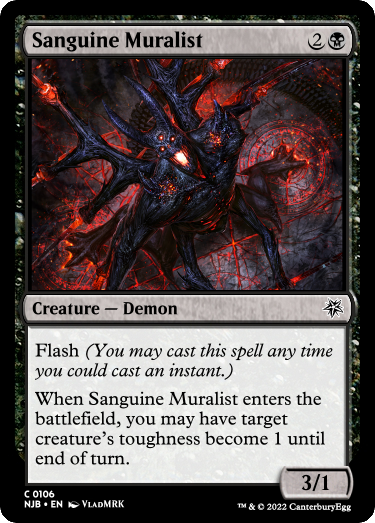 Sanguine Muralist 2
Creature — Demon
Flash (You may cast this spell any time
you could cast an instant.)
When Sanguine Muralist enters the
battlefield, you may have target
creature's toughness become 1 until
end of turn.
3/1
C 0106
NJB • EN VLADMRK
™ & © 2022 CanterburyEgg